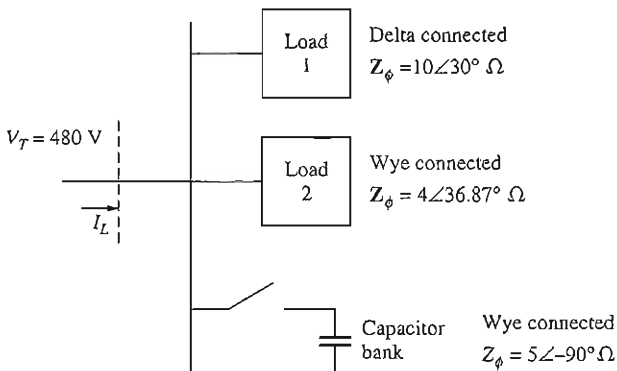 Load
1
Delta connected
Z_ϕ =10∠30° Ω
V_T = 480 V
Load
2
Wye connected
Z_ϕ = 4∠36.87° Ω
I_L
Capacitor
bank
Wye connected
Z_ϕ = 5∠–90° Ω